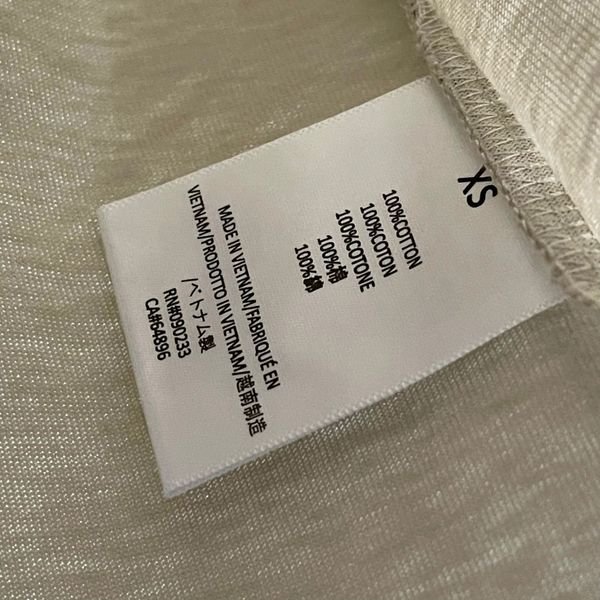 XS
100%COTTON
100%COTON
100%COTONE
100%棉
100%綿
MADE IN VIETNAM/FABRIQUÉ EN
VIETNAM/PRODOTTO IN VIETNAM/越南制造
/ベトナム製
RN#090233
CA#64896